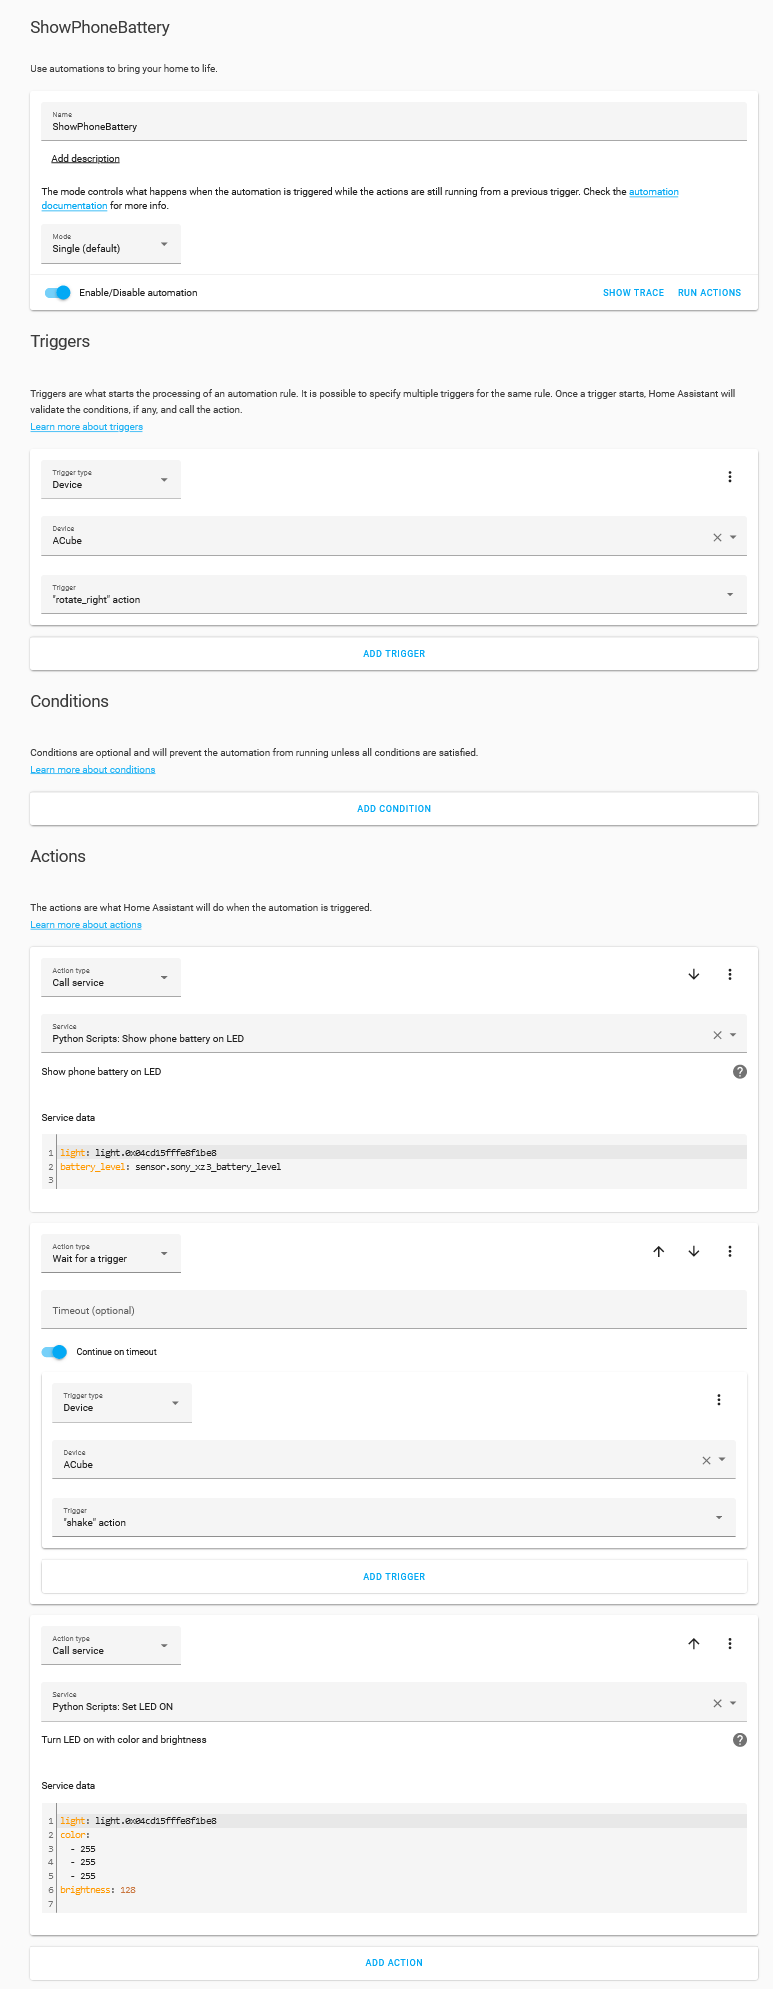 ShowPhoneBattery
Use automations to bring your home to life.
Name
ShowPhoneBattery
Add description
The mode controls what happens when the automation is triggered while the actions are still running from a previous trigger. Check the automation
documentation for more info.
Mode
Single (default)
Enable/Disable automation
SHOW TRACE
RUN ACTIONS
Triggers
Triggers are what starts the processing of an automation rule. It is possible to specify multiple triggers for the same rule. Once a trigger starts, Home Assistant will
validate the conditions, if any, and call the action.
Learn more about triggers
Trigger type
Device
Device
ACube
Trigger
"rotate_right" action
ADD TRIGGER
Conditions
Conditions are optional and will prevent the automation from running unless all conditions are satisfied.
Learn more about conditions
ADD CONDITION
Actions
The actions are what Home Assistant will do when the automation is triggered.
Learn more about actions
Action type
Call service
Service
Python Scripts: Show phone battery on LED
Show phone battery on LED
Service data
1 light: light.0x04cd15fffe8f1be8
2 battery_level: sensor.sony_xz3_battery_level
3
Action type
Wait for a trigger
Timeout (optional)
Continue on timeout
Trigger type
Device
Device
ACube
Trigger
"shake" action
ADD TRIGGER
Action type
Call service
Service
Python Scripts: Set LED ON
Turn LED on with color and brightness
Service data
1 light: light.0x04cd15fffe8f1be8
2 color:
3 - 255
4 - 255
5 - 255
6 brightness: 128
7
ADD ACTION